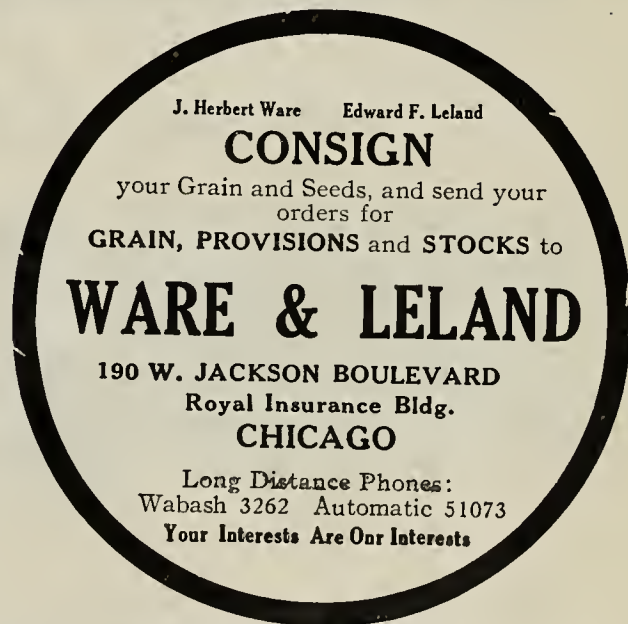 J. Herbert Ware Edward F. Leland
CONSIGN
your Grain and Seeds, and send your
orders for
GRAIN, PROVISIONS and STOCKS to
WARE & LELAND
190 W. JACKSON BOULEVARD
Royal Insurance Bldg.
CHICAGO
Long Distance Phones:
Wabash 3262 Automatic 51073
Your Interests Are Onr Interests